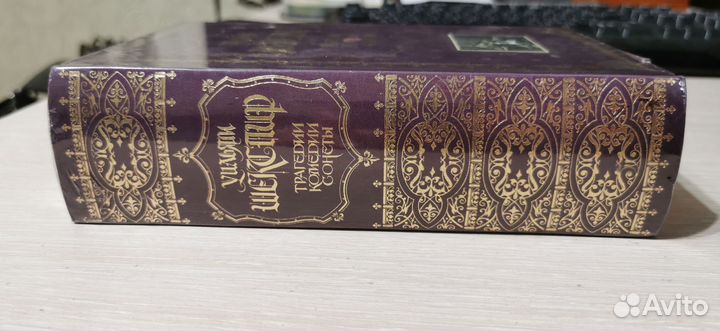 Уильям
Шекспир
Трагедии
Комедии
Сонеты
Avito